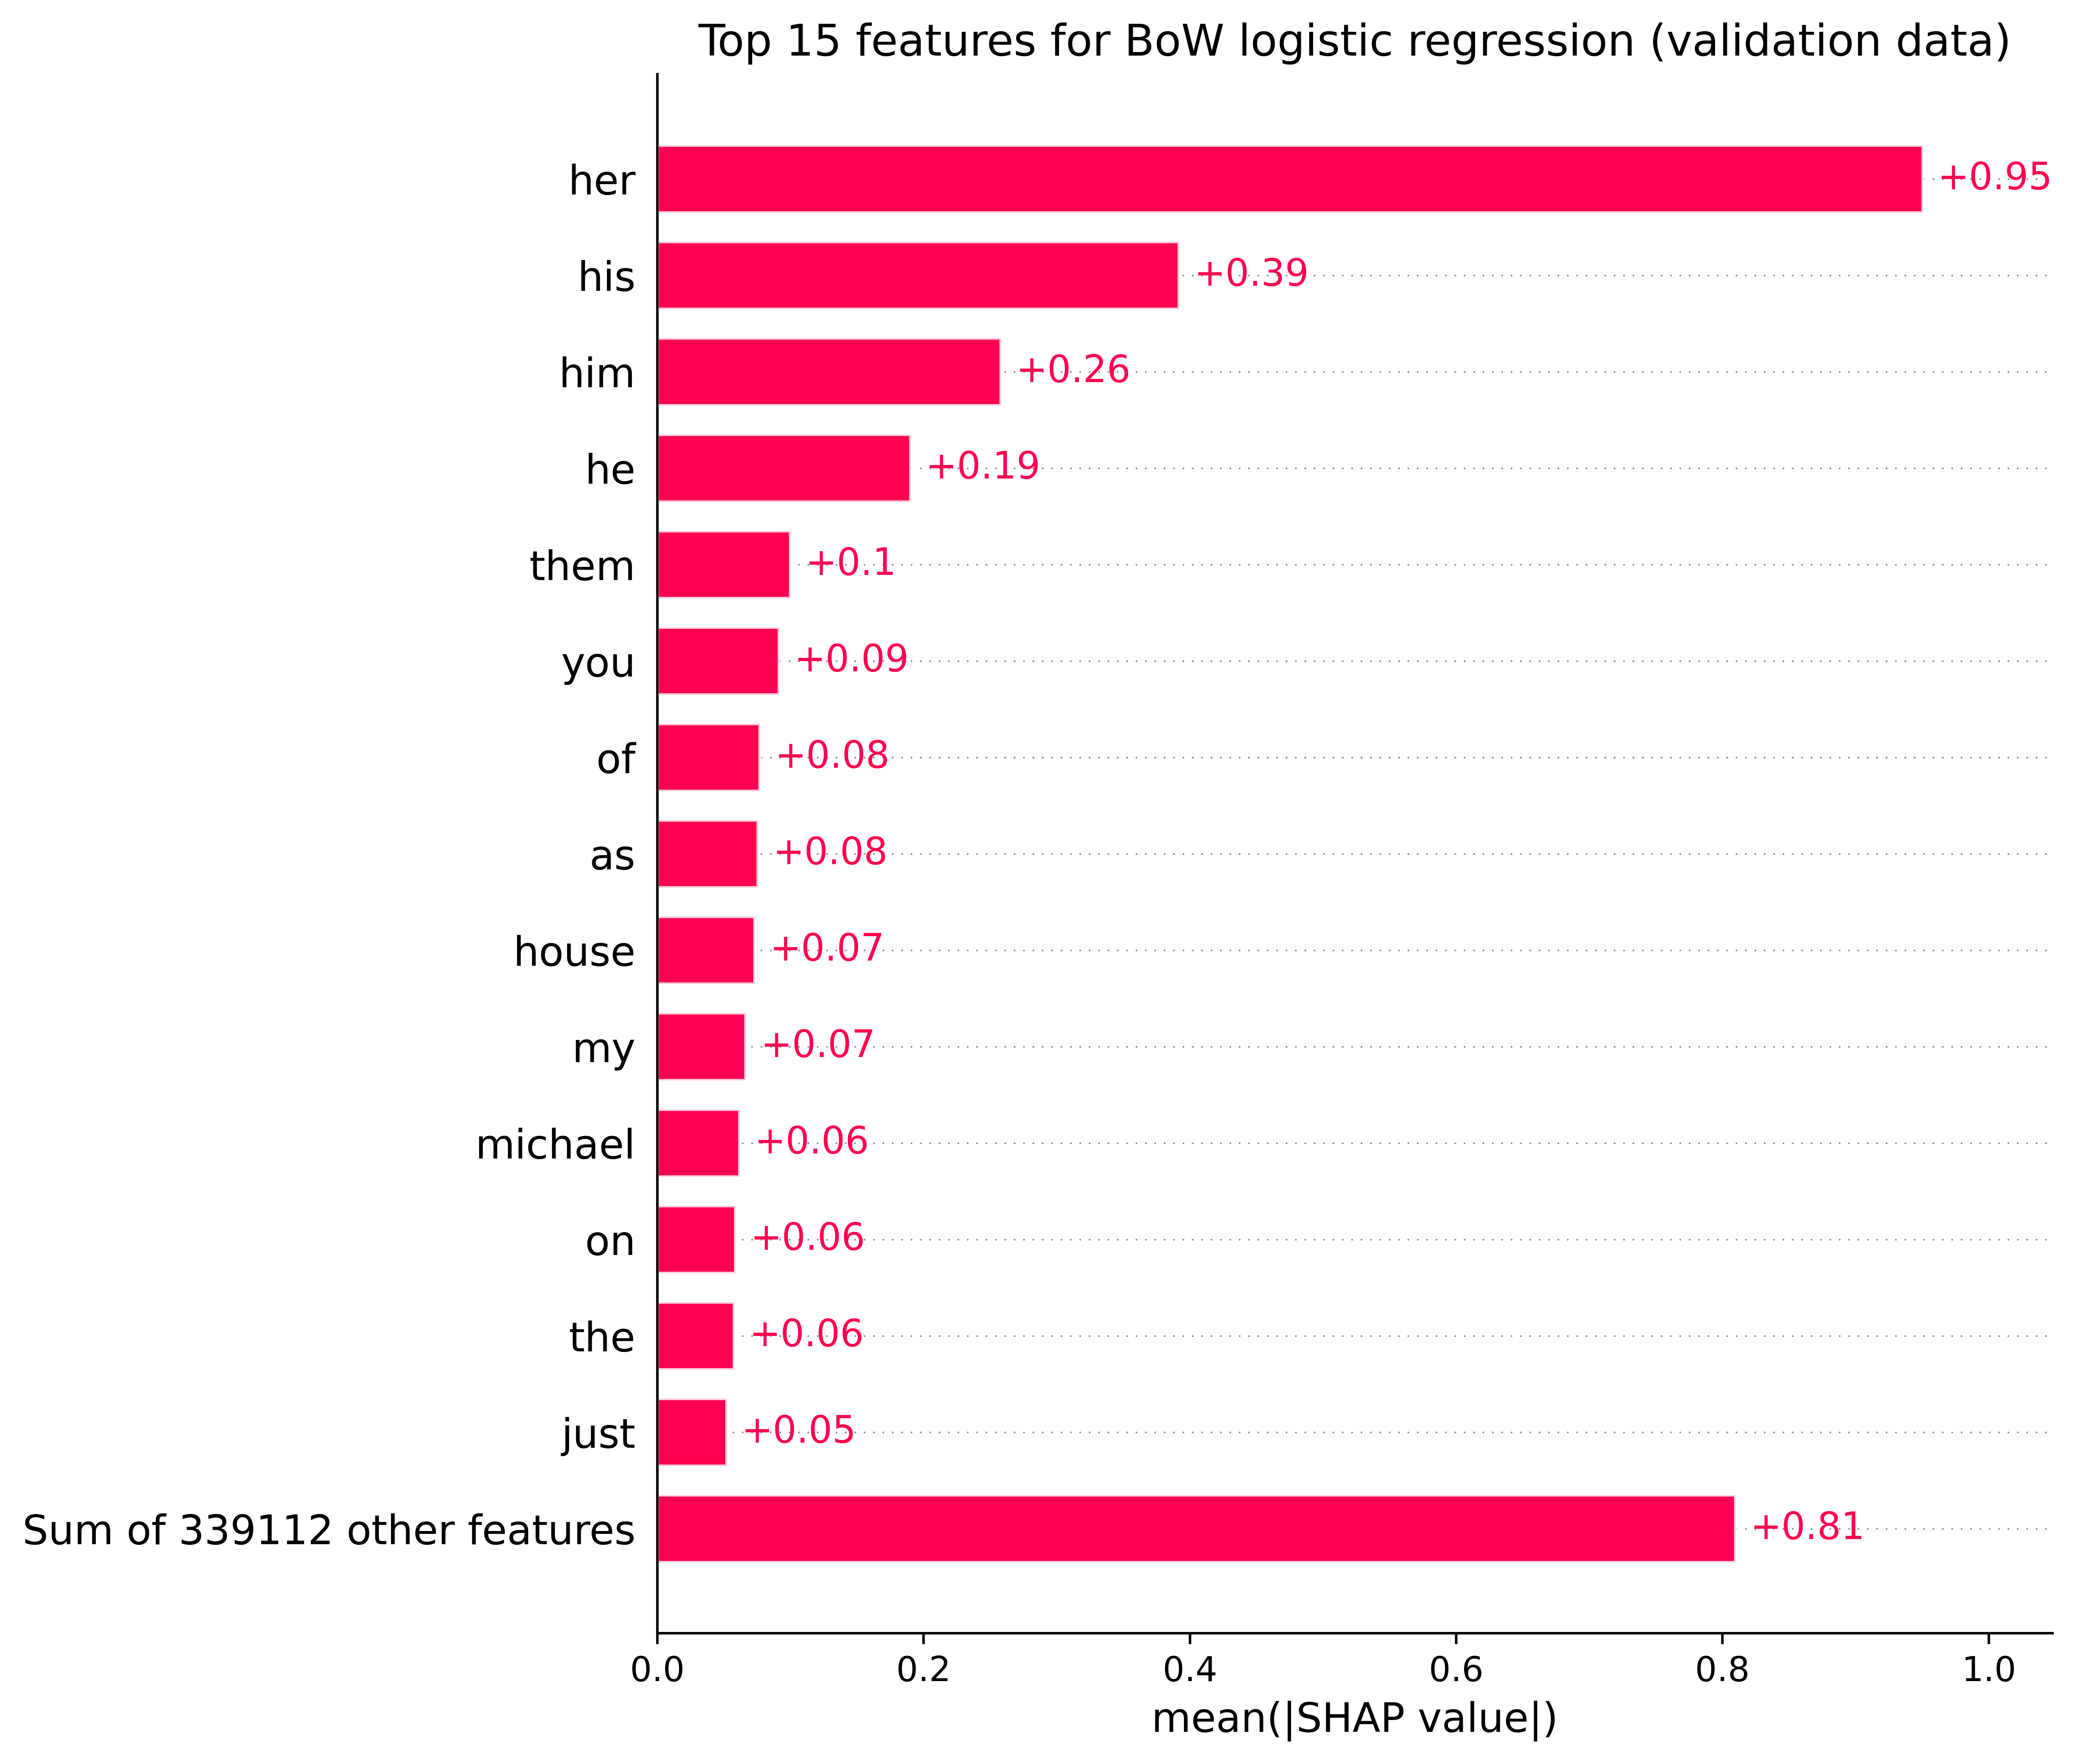 Top 15 features for BoW logistic regression (validation data)
her +0.95
his +0.39
him +0.26
he +0.19
them +0.1
you +0.09
of +0.08
as +0.08
house +0.07
my +0.07
michael +0.06
on +0.06
the +0.06
just +0.05
Sum of 339112 other features +0.81
0.0 0.2 0.4 0.6 0.8 1.0
mean(|SHAP value|)